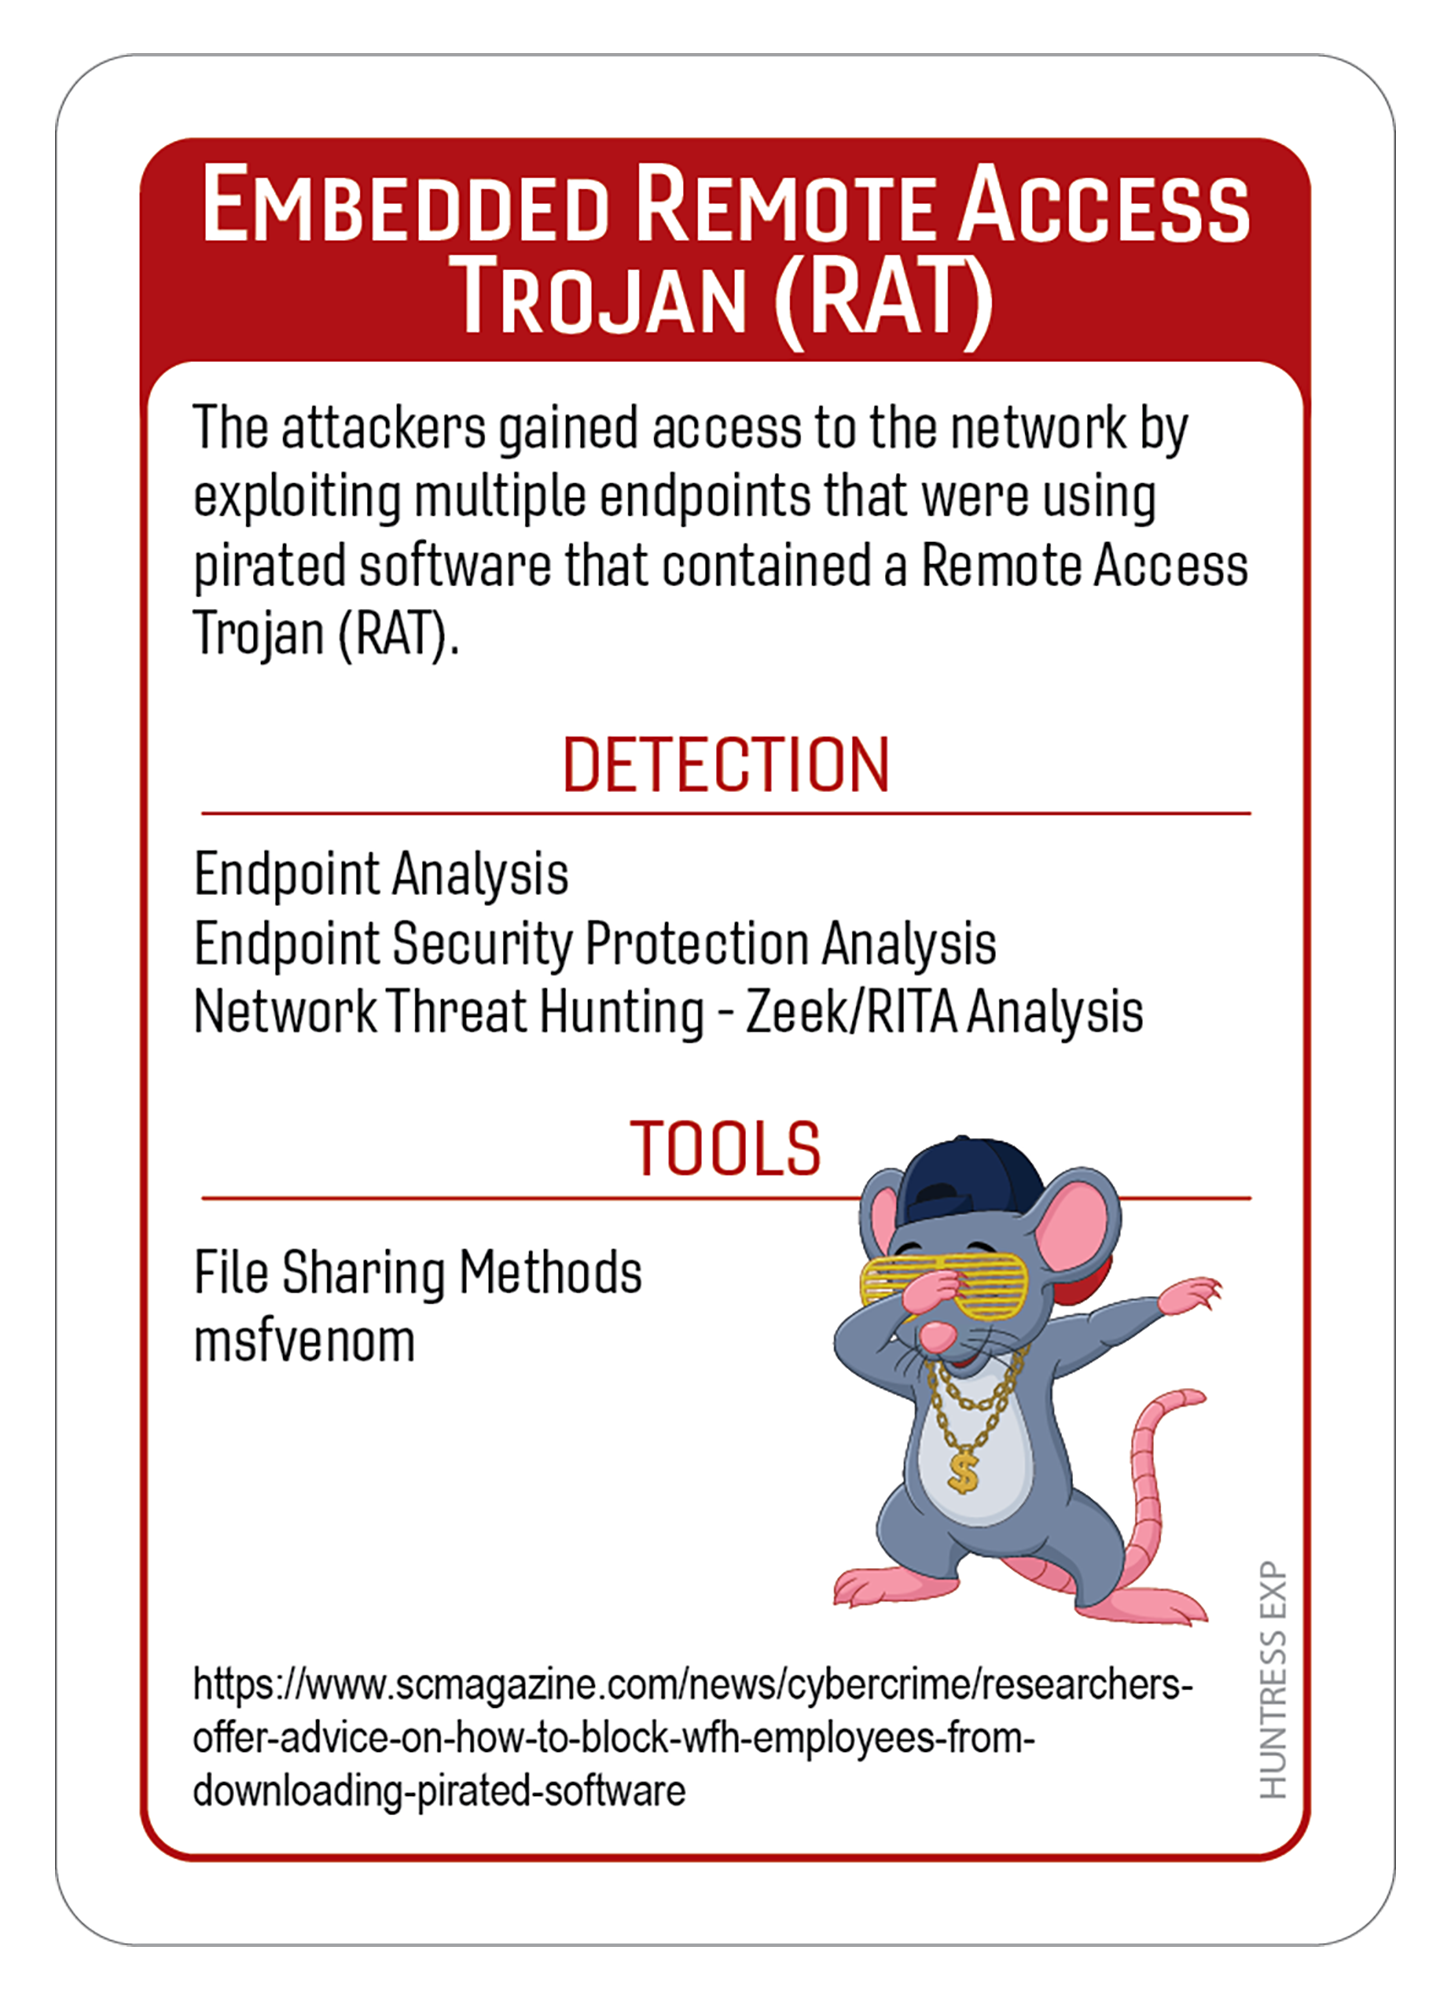 EMBEDDED REMOTE ACCESS
TROJAN (RAT)
The attackers gained access to the network by
exploiting multiple endpoints that were using
pirated software that contained a Remote Access
Trojan (RAT).
DETECTION
Endpoint Analysis
Endpoint Security Protection Analysis
Network Threat Hunting - Zeek/RITA Analysis
TOOLS
File Sharing Methods
msfvenom
$
https://www.scmagazine.com/news/cybercrime/researchers-
offer-advice-on-how-to-block-wfh-employees-from-
downloading-pirated-software
HUNTRESS EXP